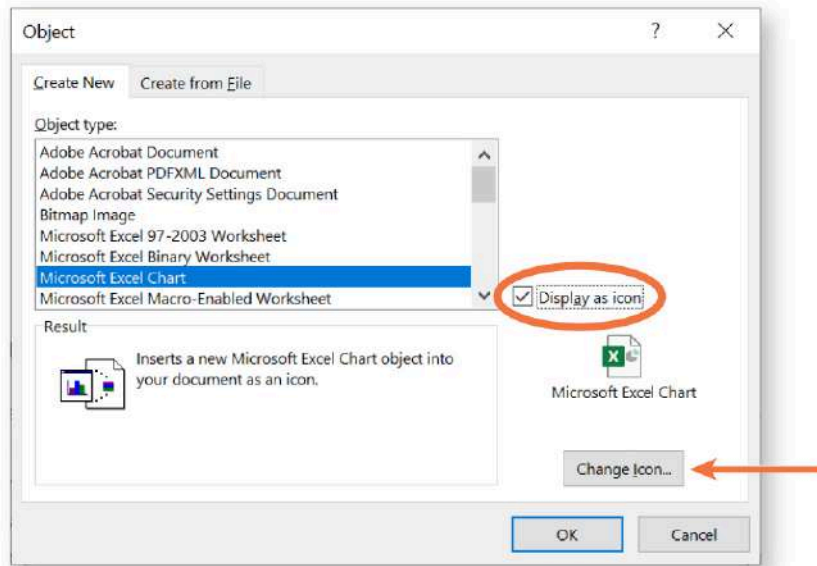 Object
? ×
Create New Create from File
Object type:
Adobe Acrobat Document
Adobe Acrobat PDFXML Document
Adobe Acrobat Security Settings Document
Bitmap Image
Microsoft Excel 97-2003 Worksheet
Microsoft Excel Binary Worksheet
Microsoft Excel Chart
Microsoft Excel Macro-Enabled Worksheet
Display as icon
Result
Inserts a new Microsoft Excel Chart object into
your document as an icon.
Microsoft Excel Chart
Change Icon...
OK Cancel